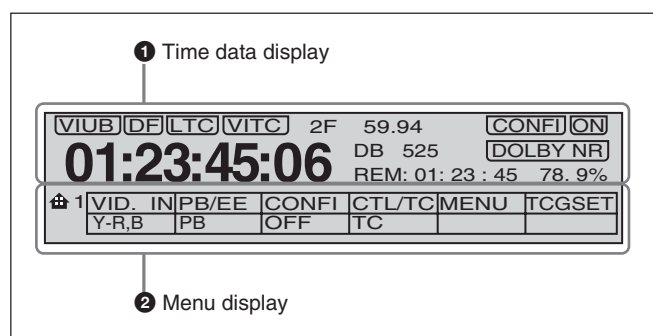 ❶ Time data display
VIUB DF LTC VITC 2F 59.94 CONFI ON
01:23:45:06 DB 525 DOLBY NR
REM: 01: 23 : 45 78. 9%
1 VID. IN PB/EE CONFI CTL/TC MENU TCGSET
Y-R,B PB OFF TC
❷ Menu display